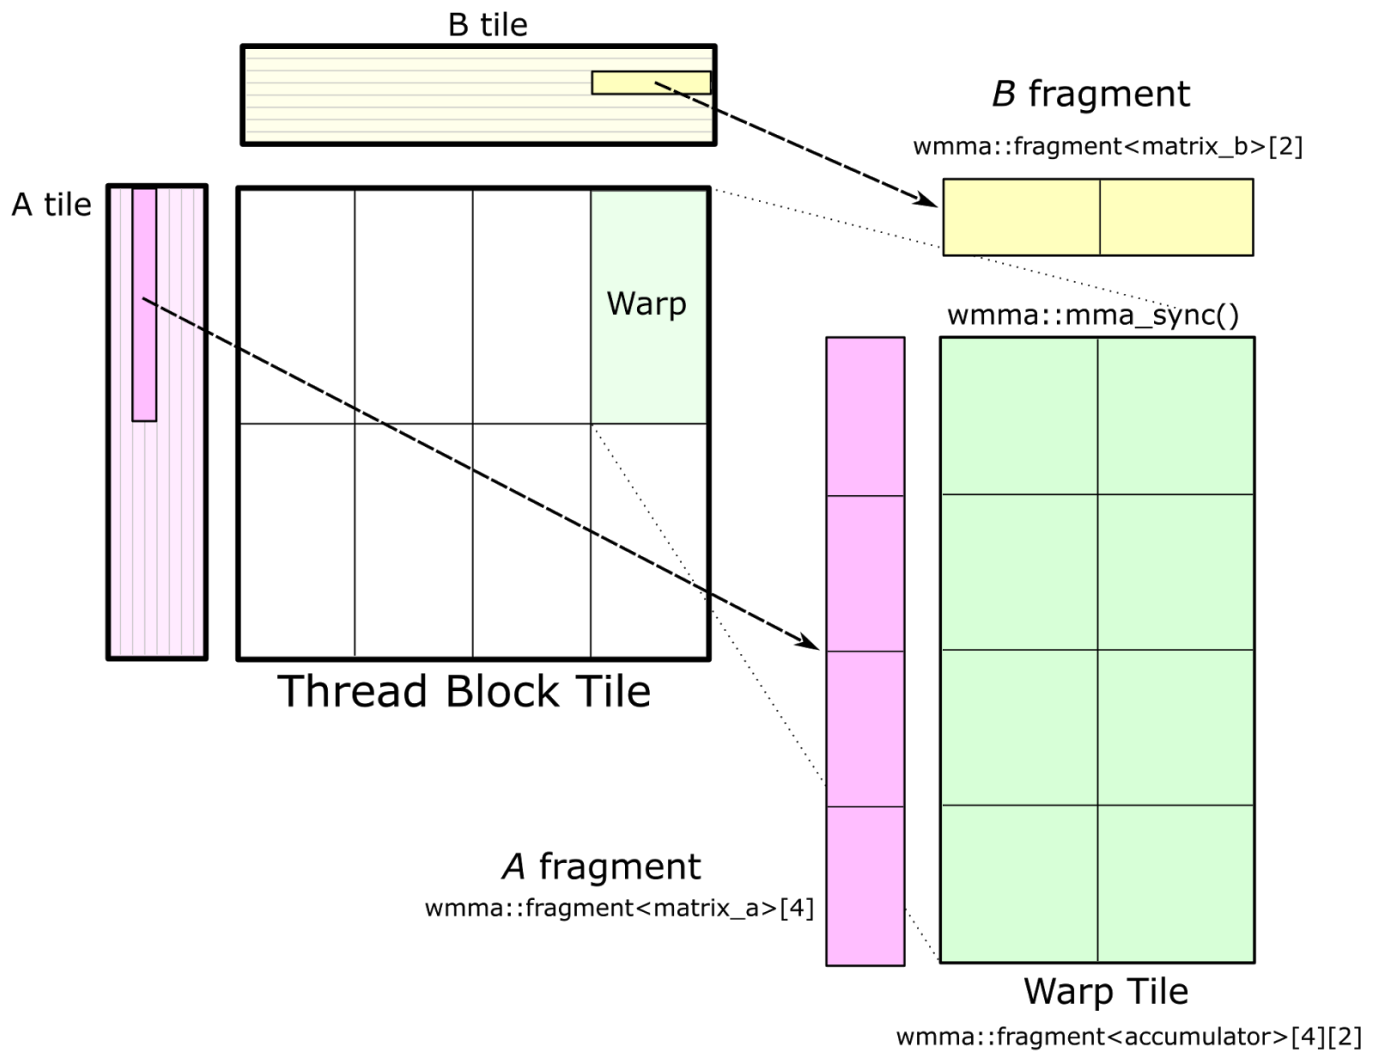 B tile
B fragment
wmma::fragment<matrix_b>[2]
A tile
Warp
wmma::mma_sync()
Thread Block Tile
A fragment
wmma::fragment<matrix_a>[4]
Warp Tile
wmma::fragment<accumulator>[4][2]